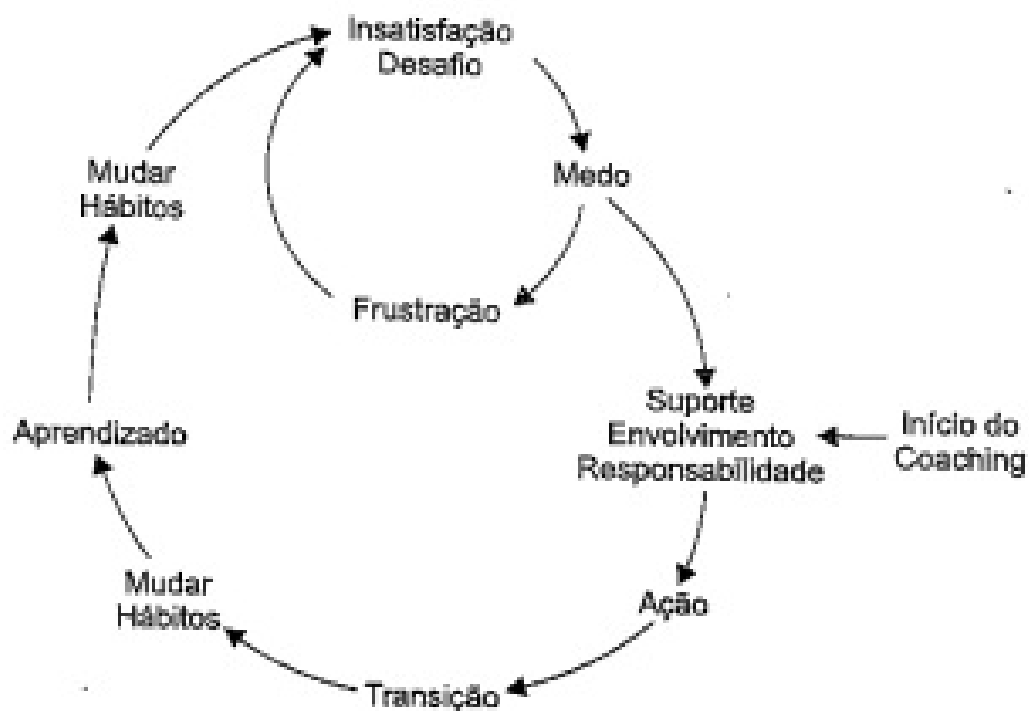 Insatisfação
Desafio
Medo
Frustração
Suporte
Envolvimento
Responsabilidade
Início do
Coaching
Ação
Transição
Mudar
Hábitos
Aprendizado
Mudar
Hábitos